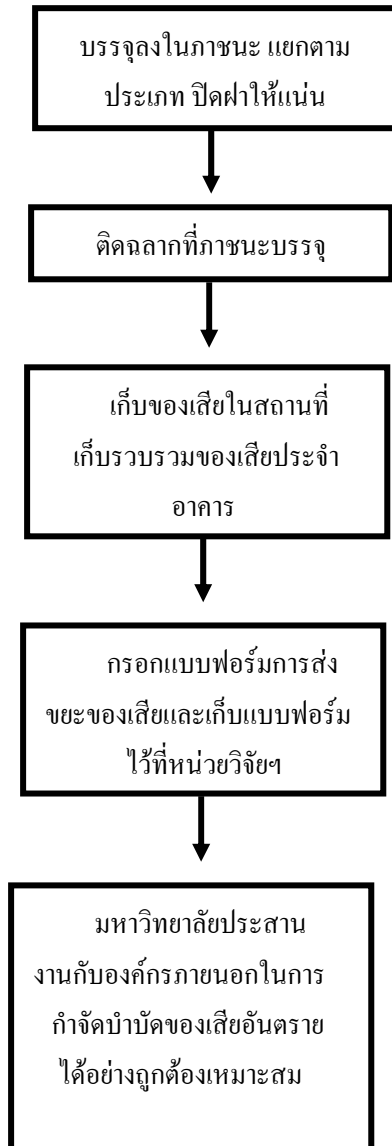 บรรจุลงในภาชนะ แยกตาม
ประเภท ปิดฝาให้แน่น
ติดฉลากที่ภาชนะบรรจุ
เก็บของเสียในสถานที่
เก็บรวบรวมของเสียประจำ
อาคาร
กรอกแบบฟอร์มการส่ง
ขยะของเสียและเก็บแบบฟอร์ม
ไว้ที่หน่วยวิจัยฯ
มหาวิทยาลัยประสาน
งานกับองค์กรภายนอกในการ
กำจัดบำบัดของเสียอันตราย
ได้อย่างถูกต้องเหมาะสม